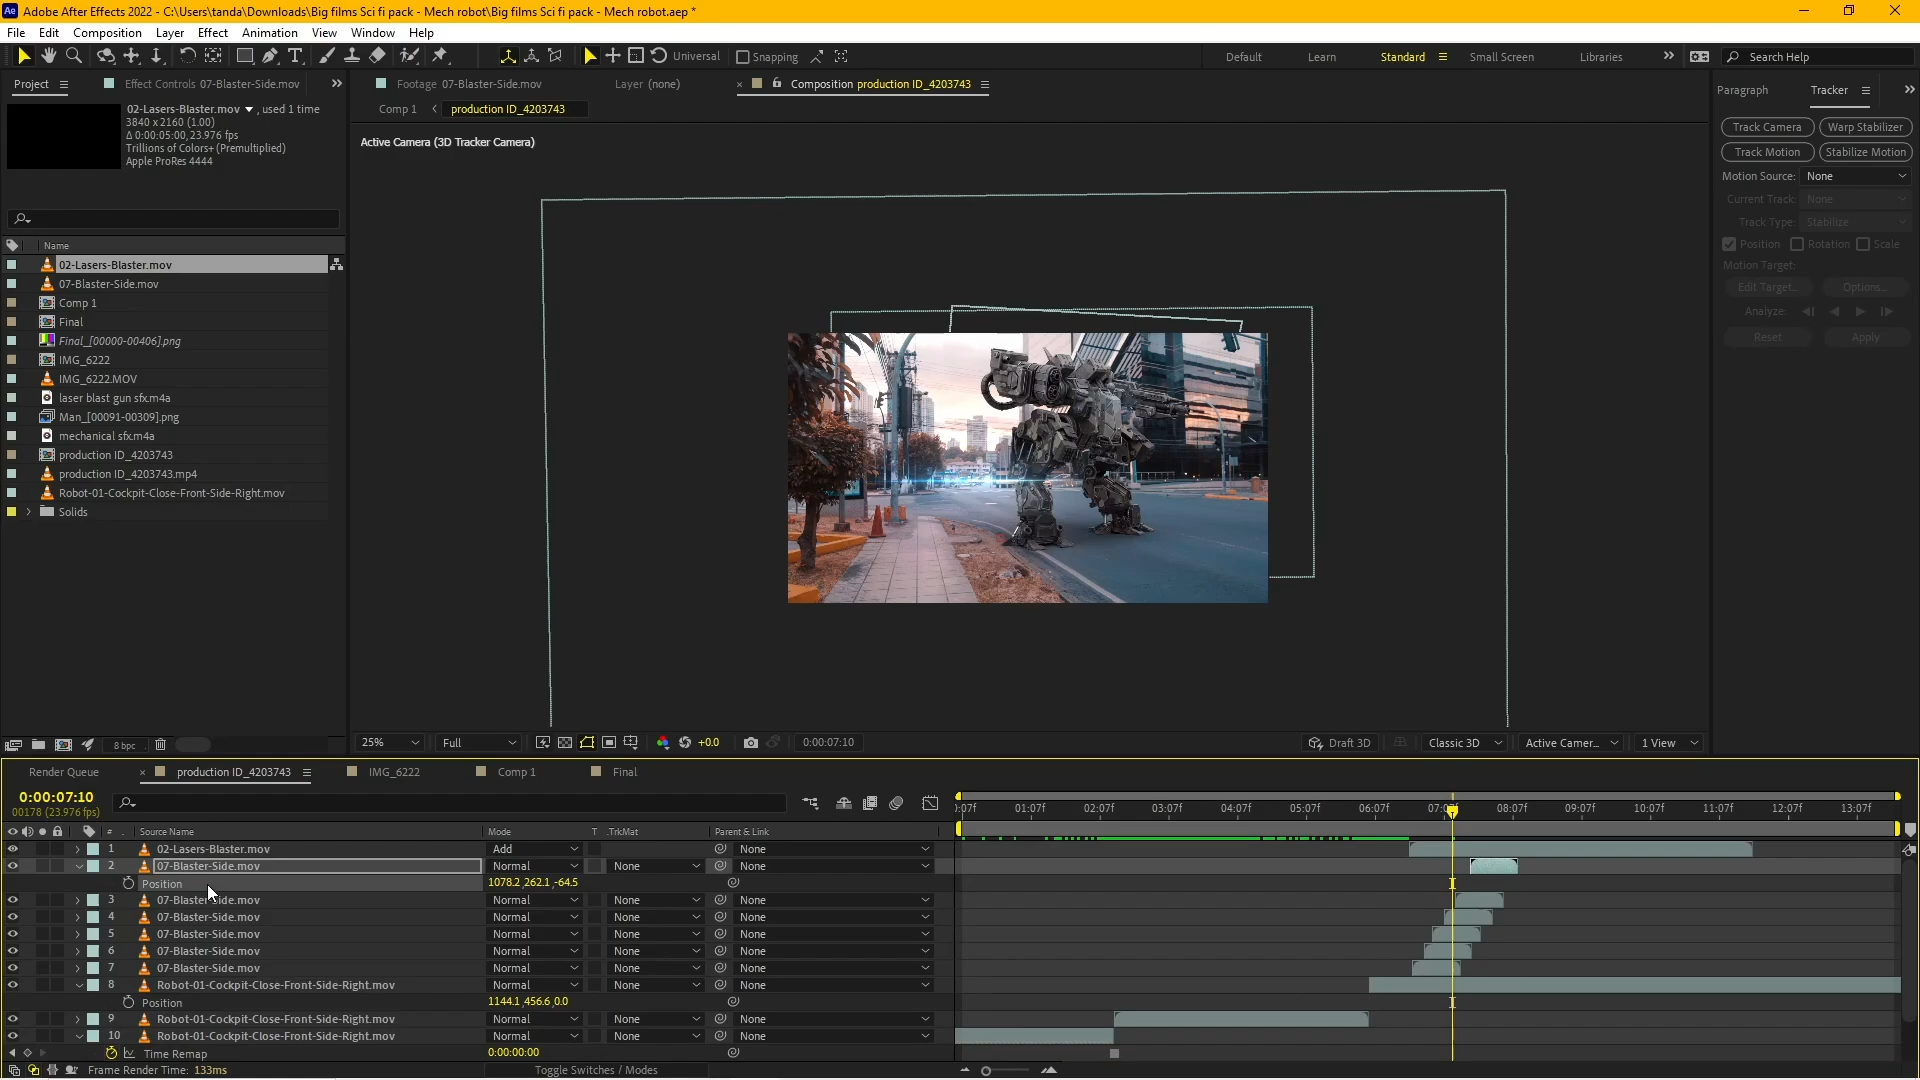 Adobe After Effects 2022 - C:\Users\tanda\Downloads\Big films Sci fi pack - Mech robot\Big films Sci fi pack - Mech robot.aep *
File Edit Composition Layer Effect Animation View Window Help
Universal Snapping Default Learn Standard Small Screen Libraries Search Help
Project Effect Controls 07-Blaster-Side.mov Footage 07-Blaster-Side.mov Layer (none) Composition production ID_4203743 Paragraph Tracker
02-Lasers-Blaster.mov , used 1 time
3840 x 2160 (1.00)
Δ 0:00:05:00, 23.976 fps
Trillions of Colors+ (Premultiplied)
Apple ProRes 4444
Comp 1 production ID_4203743
Active Camera (3D Tracker Camera)
Track Camera Warp Stabilizer
Track Motion Stabilize Motion
Motion Source: None
Current Track: None
Track Type: Stabilize
Position Rotation Scale
Motion Target:
Edit Target... Options...
Analyze:
Reset Apply
Name
02-Lasers-Blaster.mov
07-Blaster-Side.mov
Comp 1
Final
Final_[00000-00406].png
IMG_6222
IMG_6222.MOV
laser blast gun sfx.m4a
Man_[00091-00309].png
mechanical sfx.m4a
production ID_4203743
production ID_4203743.mp4
Robot-01-Cockpit-Close-Front-Side-Right.mov
Solids
8 bpc 25% Full +0.0 0:00:07:10 Draft 3D Classic 3D Active Camer... 1 View
Render Queue production ID_4203743 IMG_6222 Comp 1 Final
0:00:07:10
00178 (23.976 fps)
:07f 01:07f 02:07f 03:07f 04:07f 05:07f 06:07f 07:0 08:07f 09:07f 10:07f 11:07f 12:07f 13:07f
# Source Name Mode T .TrkMat Parent & Link
1 02-Lasers-Blaster.mov Add None
2 07-Blaster-Side.mov Normal None None
Position 1078.2,262.1,-64.5
3 07-Blaster-Side.mov Normal None None
4 07-Blaster-Side.mov Normal None None
5 07-Blaster-Side.mov Normal None None
6 07-Blaster-Side.mov Normal None None
7 07-Blaster-Side.mov Normal None None
8 Robot-01-Cockpit-Close-Front-Side-Right.mov Normal None None
Position 1144.1,456.6,0.0
9 Robot-01-Cockpit-Close-Front-Side-Right.mov Normal None None
10 Robot-01-Cockpit-Close-Front-Side-Right.mov Normal None None
Time Remap 0:00:00:00
Frame Render Time: 133ms Toggle Switches / Modes